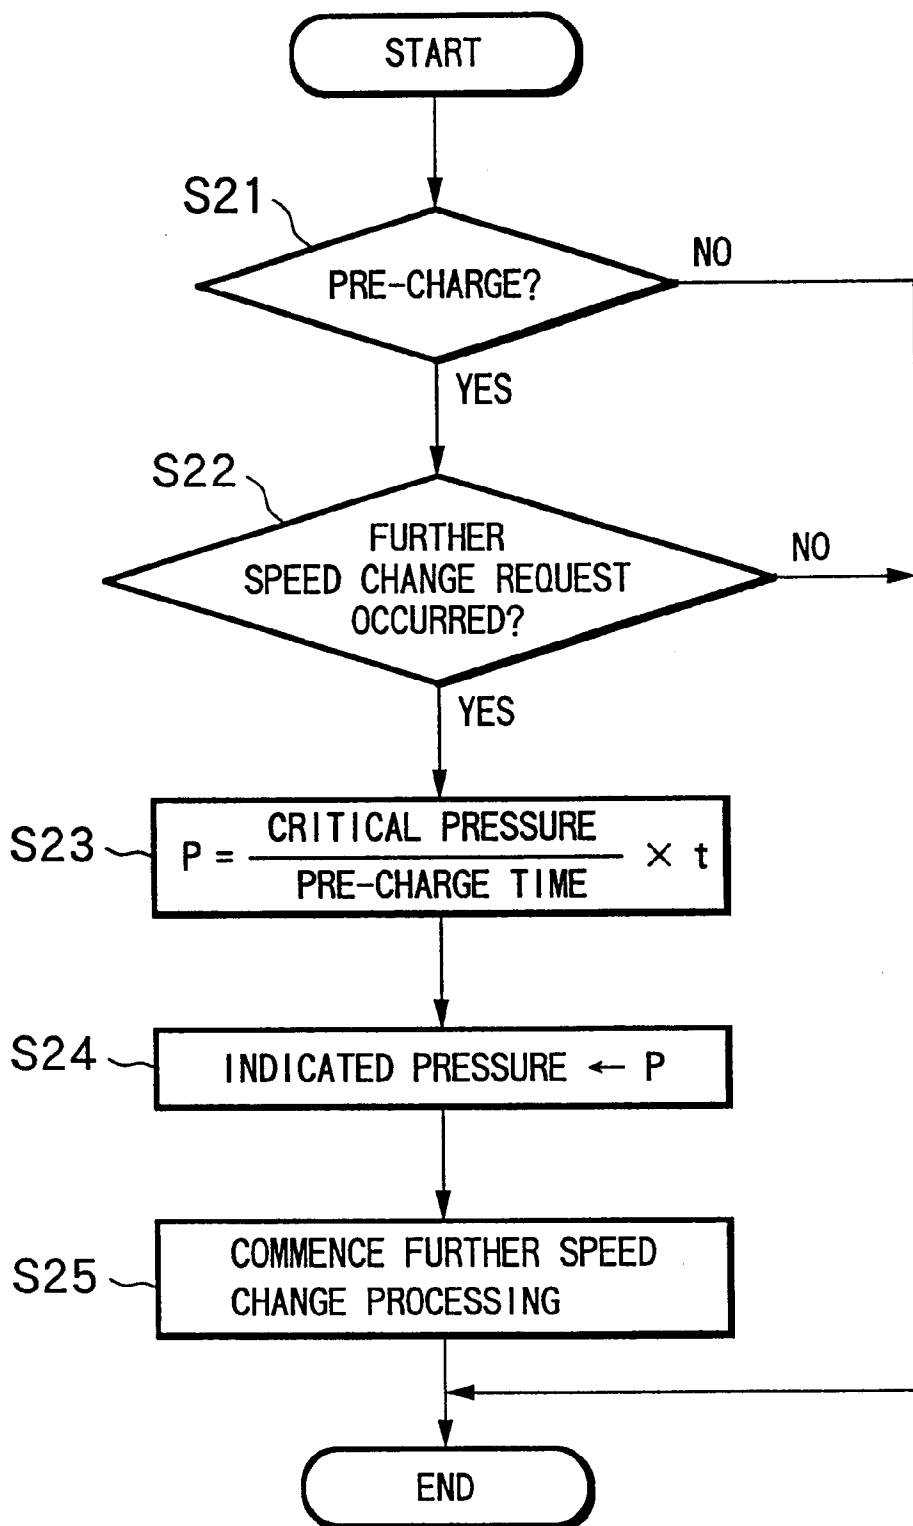 START
S21
PRE-CHARGE?
NO
YES
S22
FURTHER
SPEED CHANGE REQUEST
OCCURRED?
NO
YES
S23
P = CRITICAL PRESSURE / PRE-CHARGE TIME × t
S24
INDICATED PRESSURE ← P
S25
COMMENCE FURTHER SPEED
CHANGE PROCESSING
END